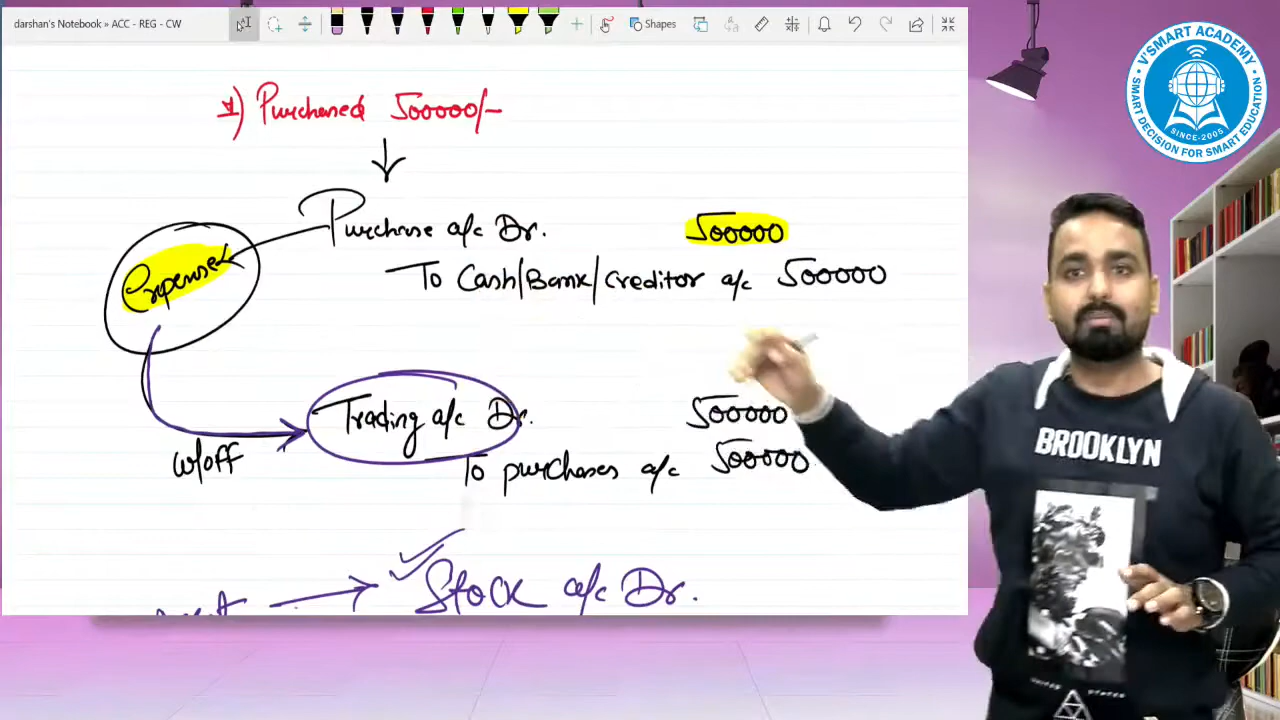 darshan's Notebook » ACC - REG - CW
Shapes
1) Purchased 500000/-
Purchase a/c Dr. 500000
Expense
To Cash/Bank/Creditor a/c 500000
Trading a/c Dr. 500000
w/off
To purchases a/c 500000
Stock a/c Dr.
V'SMART ACADEMY
SINCE-2005
SMART DECISION FOR SMART EDUCATION
BROOKLYN